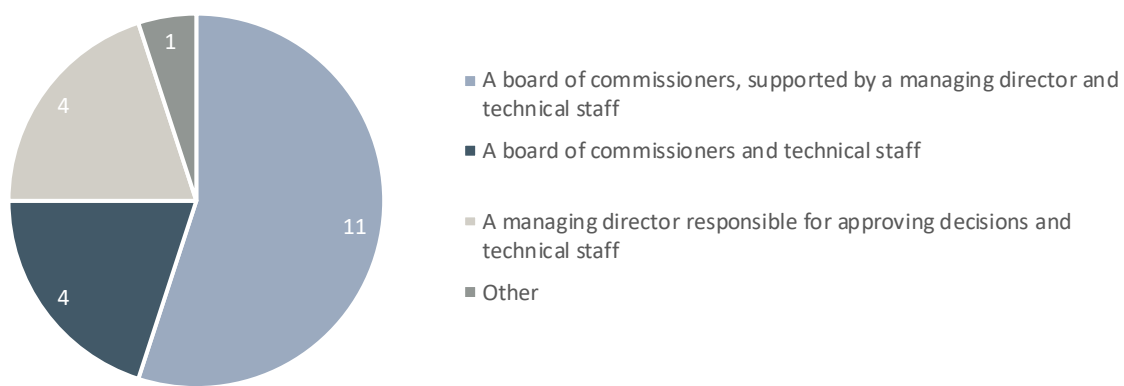 1
4
11
4
A board of commissioners, supported by a managing director and
technical staff
A board of commissioners and technical staff
A managing director responsible for approving decisions and
technical staff
Other